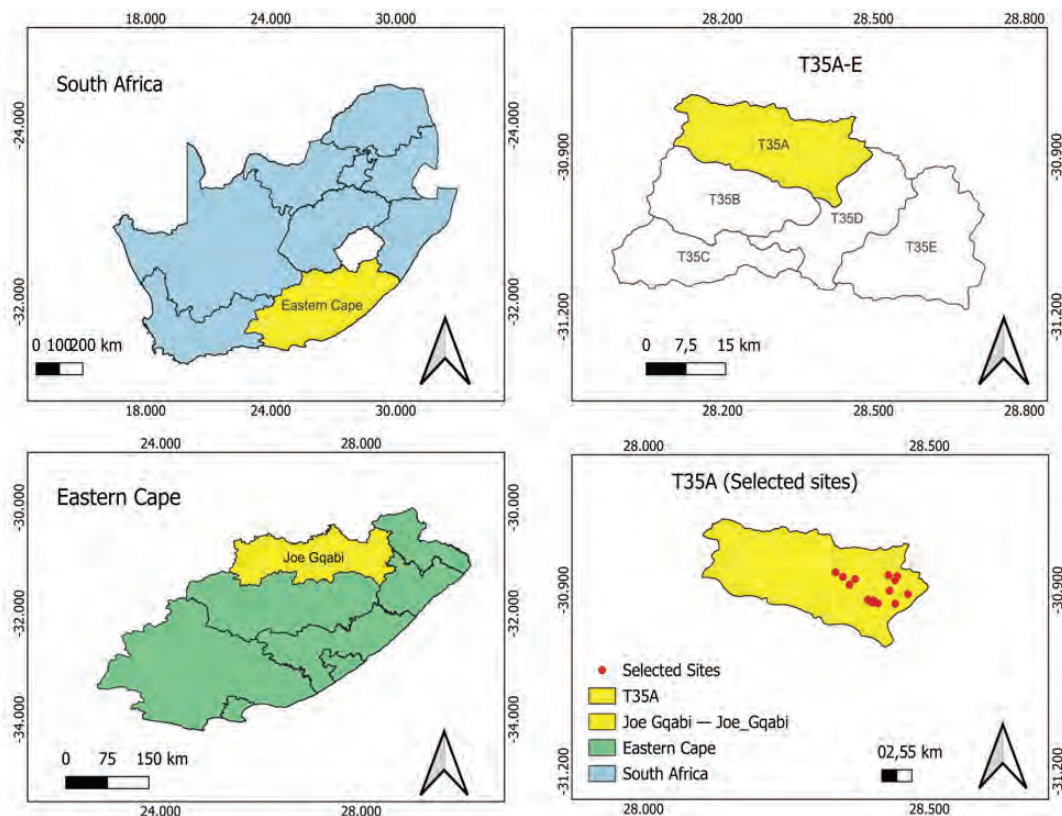 18.000 24.000 30.000
South Africa
-24.000
-24.000
Eastern Cape
-32.000
-32.000
0 100200 km
18.000 24.000 30.000
28.200 28.500 28.800
T35A-E
-30.900
-30.900
T35A
T35B
T35D
T35C
T35E
-31.200
-31.200
0 7,5 15 km
28.200 28.500 28.800
24.000 28.000
Eastern Cape
-30.000
-30.000
Joe Gqabi
-32.000
-32.000
-34.000
-34.000
0 75 150 km
24.000 28.000
28.000 28.500
T35A (Selected sites)
-30.900
-30.900
Selected Sites
T35A
Joe Gqabi — Joe_Gqabi
Eastern Cape
South Africa
-31.200
-31.200
02,55 km
28.000 28.500